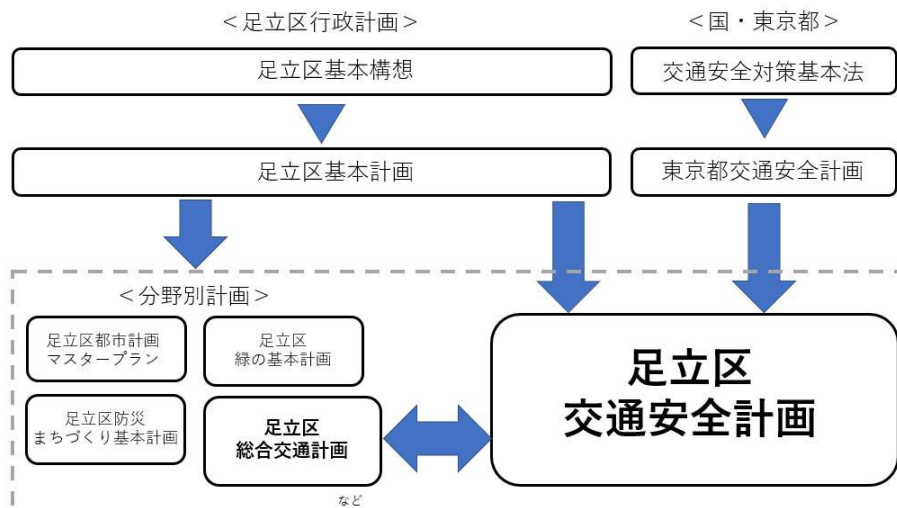 ＜足立区行政計画＞
＜国・東京都＞
足立区基本構想
交通安全対策基本法
足立区基本計画
東京都交通安全計画
＜分野別計画＞
足立区都市計画
マスタープラン
足立区
緑の基本計画
足立区防災
まちづくり基本計画
足立区
総合交通計画
など
足立区
交通安全計画